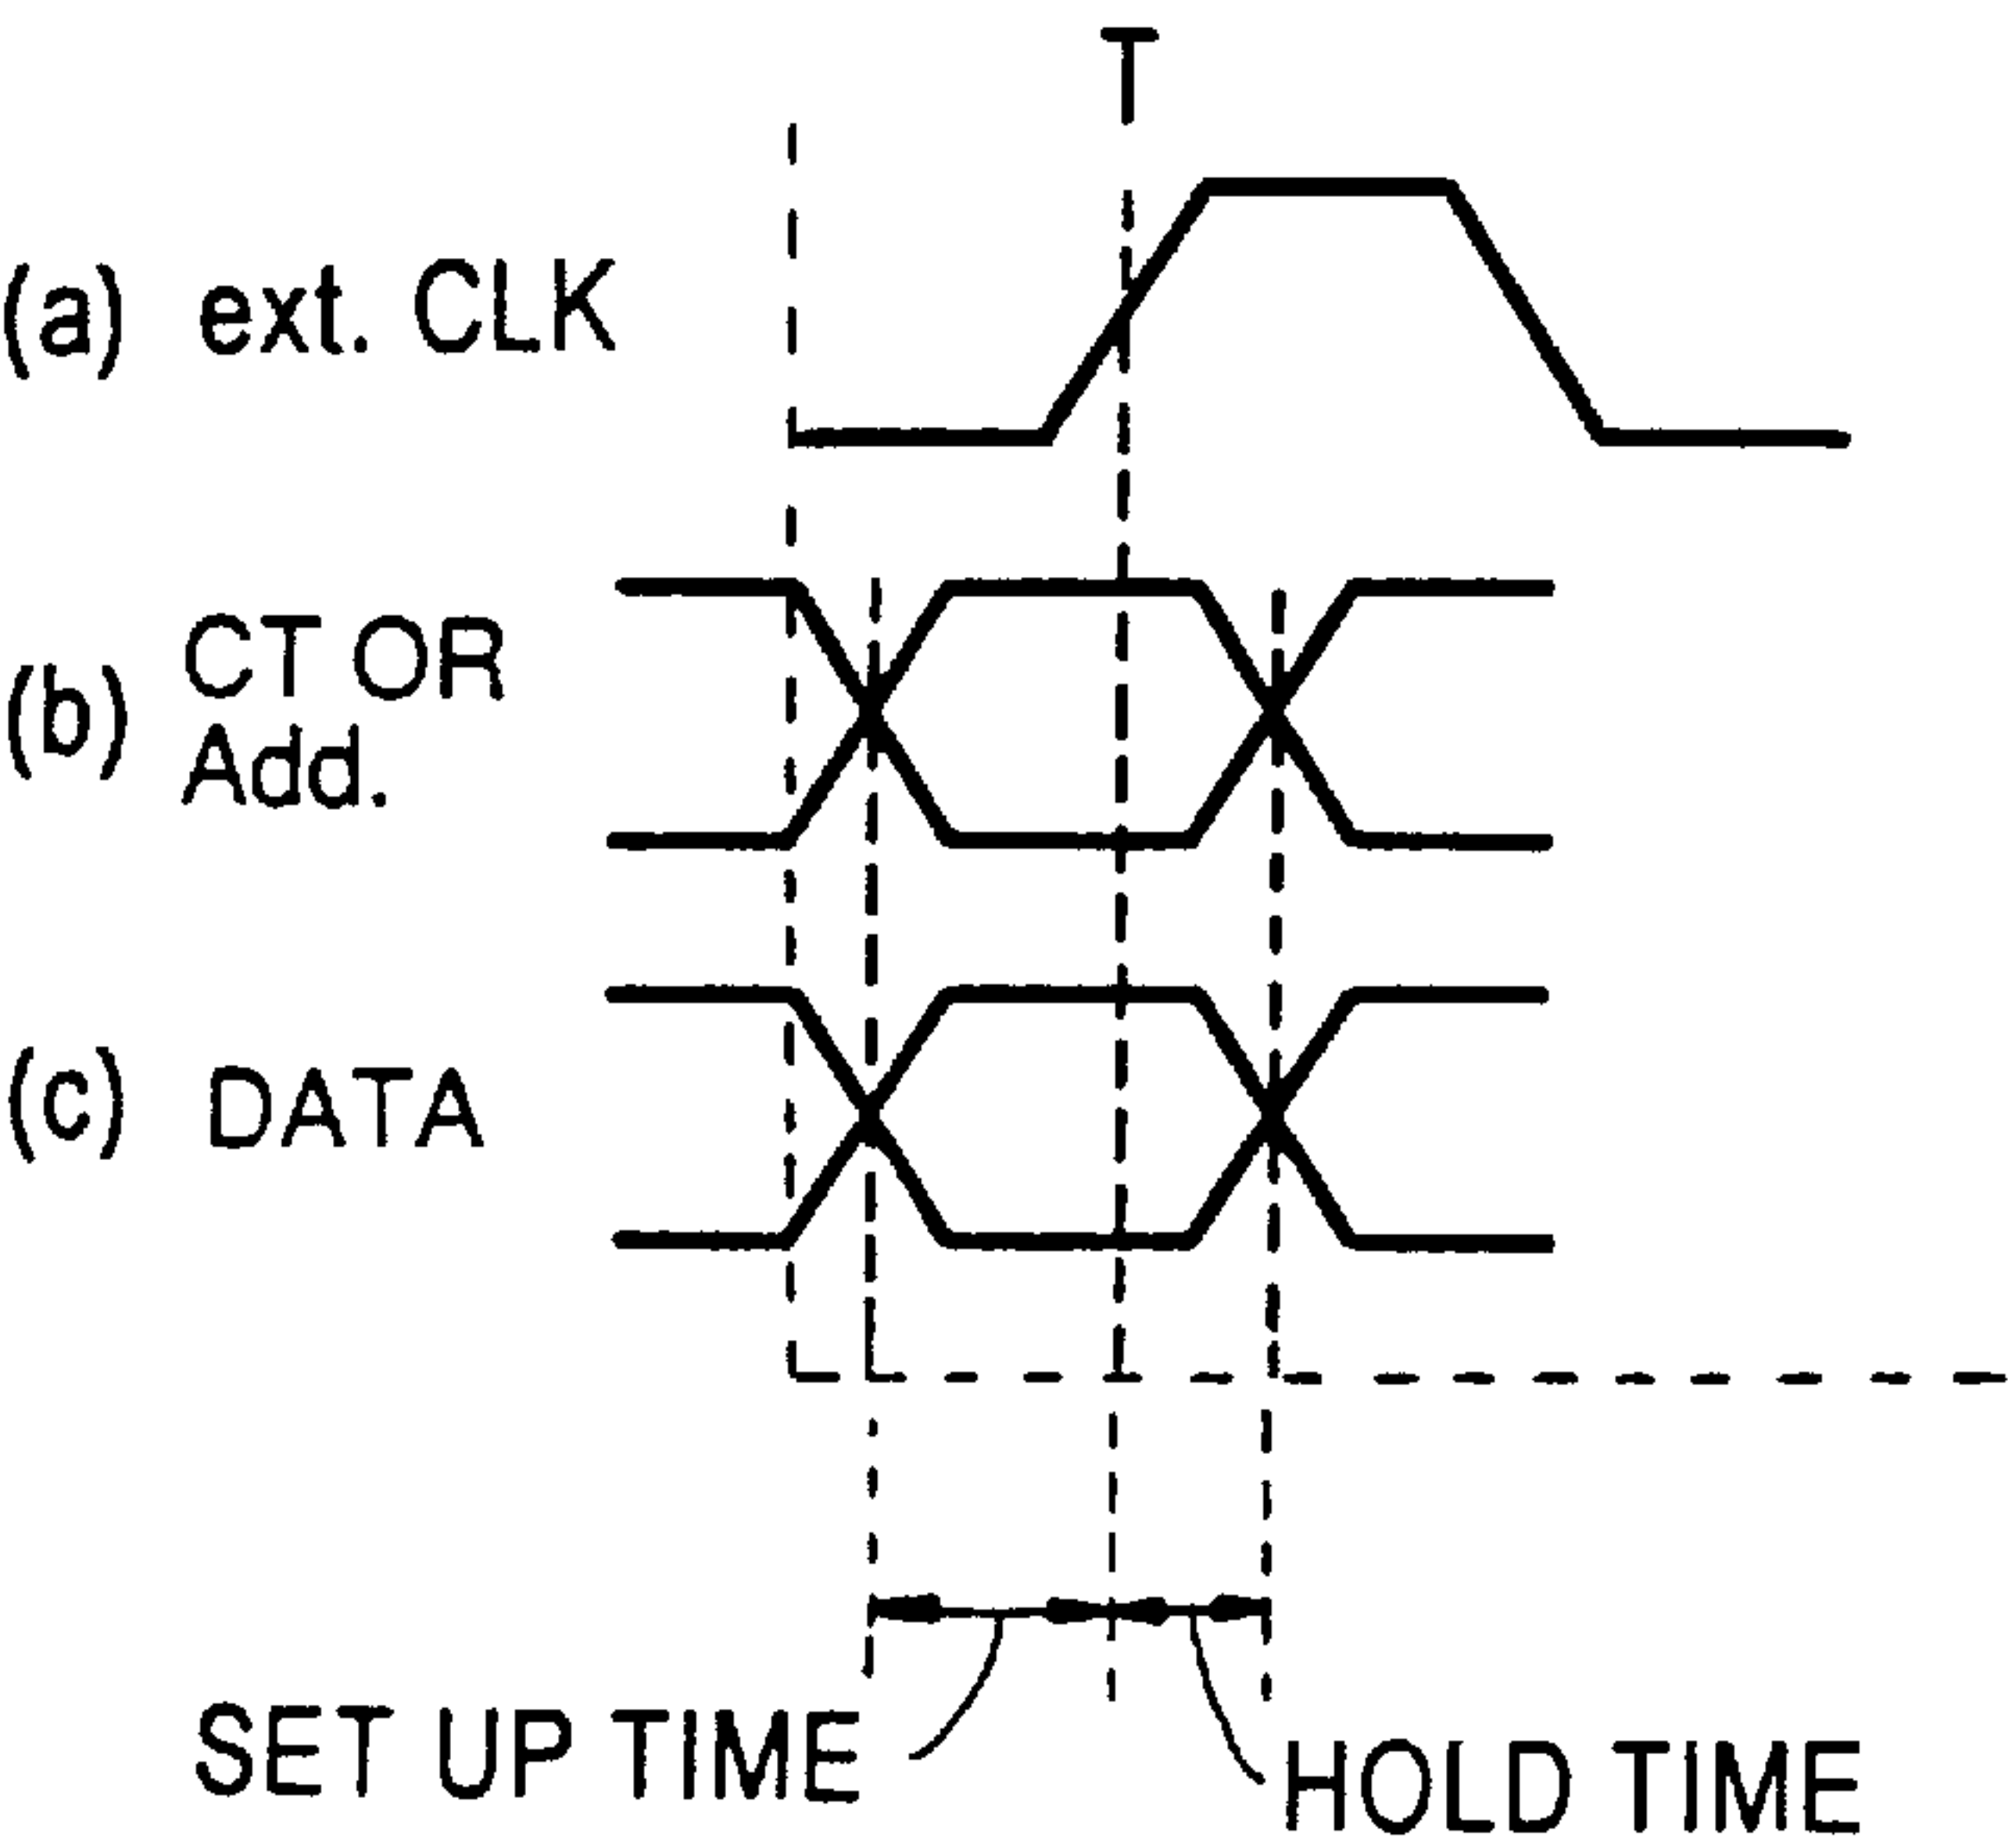 T
(a) ext. CLK
(b) CT OR
Add.
(c) DATA
SET UP TIME
HOLD TIME